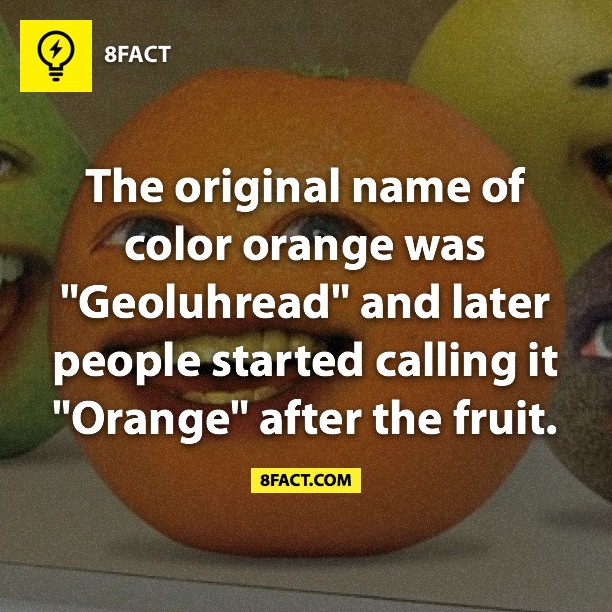 8FACT
The original name of
color orange was
"Geoluhread" and later
people started calling it
"Orange" after the fruit.
8FACT.COM